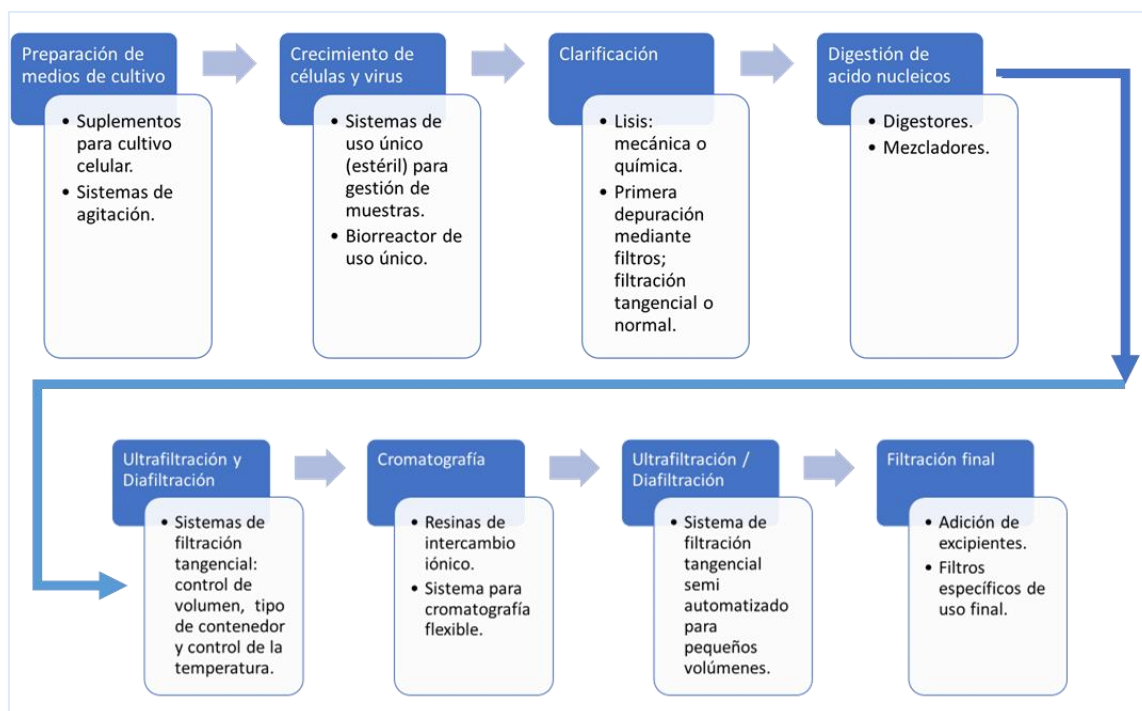 Preparación de
medios de cultivo
• Suplementos
para cultivo
celular.
• Sistemas de
agitación.
Crecimiento de
células y virus
• Sistemas de
uso único
(estéril) para
gestión de
muestras.
• Biorreactor de
uso único.
Clarificación
• Lisis:
mecánica o
química.
• Primera
depuración
mediante
filtros;
filtración
tangencial o
normal.
Digestión de
acido nucleicos
• Digestores.
• Mezcladores.
Ultrafiltración y
Diafiltración
• Sistemas de
filtración
tangencial:
control de
volumen, tipo
de contenedor
y control de la
temperatura.
Cromatografía
• Resinas de
intercambio
iónico.
• Sistema para
cromatografía
flexible.
Ultrafiltración /
Diafiltración
• Sistema de
filtración
tangencial
semi
automatizado
para
pequeños
volúmenes.
Filtración final
• Adición de
excipientes.
• Filtros
específicos de
uso final.